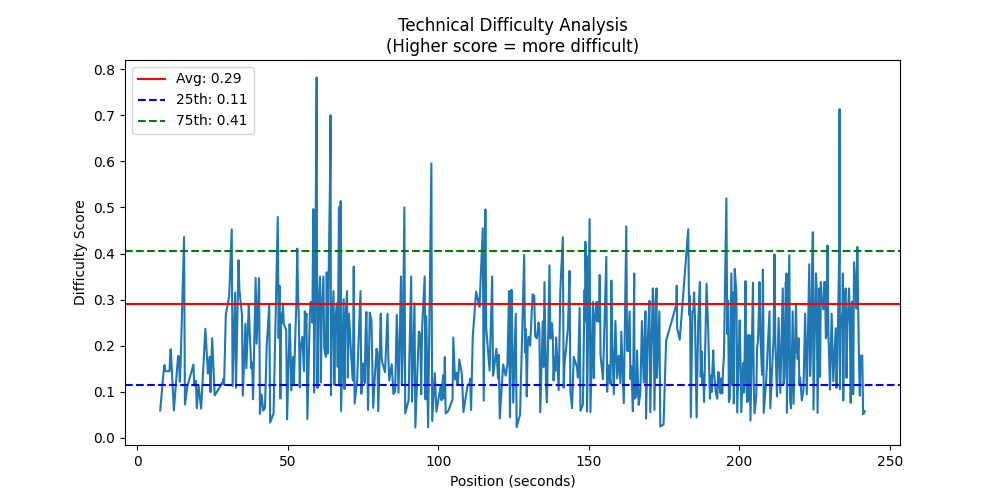 Technical Difficulty Analysis
(Higher score = more difficult)
Avg: 0.29
25th: 0.11
75th: 0.41
Difficulty Score
0.8
0.7
0.6
0.5
0.4
0.3
0.2
0.1
0.0
0 50 100 150 200 250
Position (seconds)